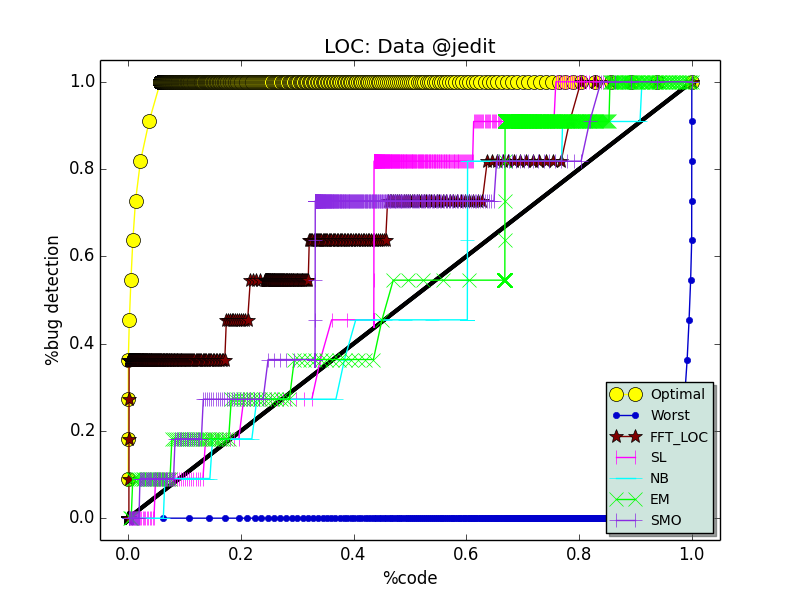 LOC: Data @jedit
%bug detection
1.0
0.8
0.6
0.4
0.2
0.0
Optimal
Worst
FFT_LOC
SL
NB
EM
SMO
0.0 0.2 0.4 0.6 0.8 1.0
%code